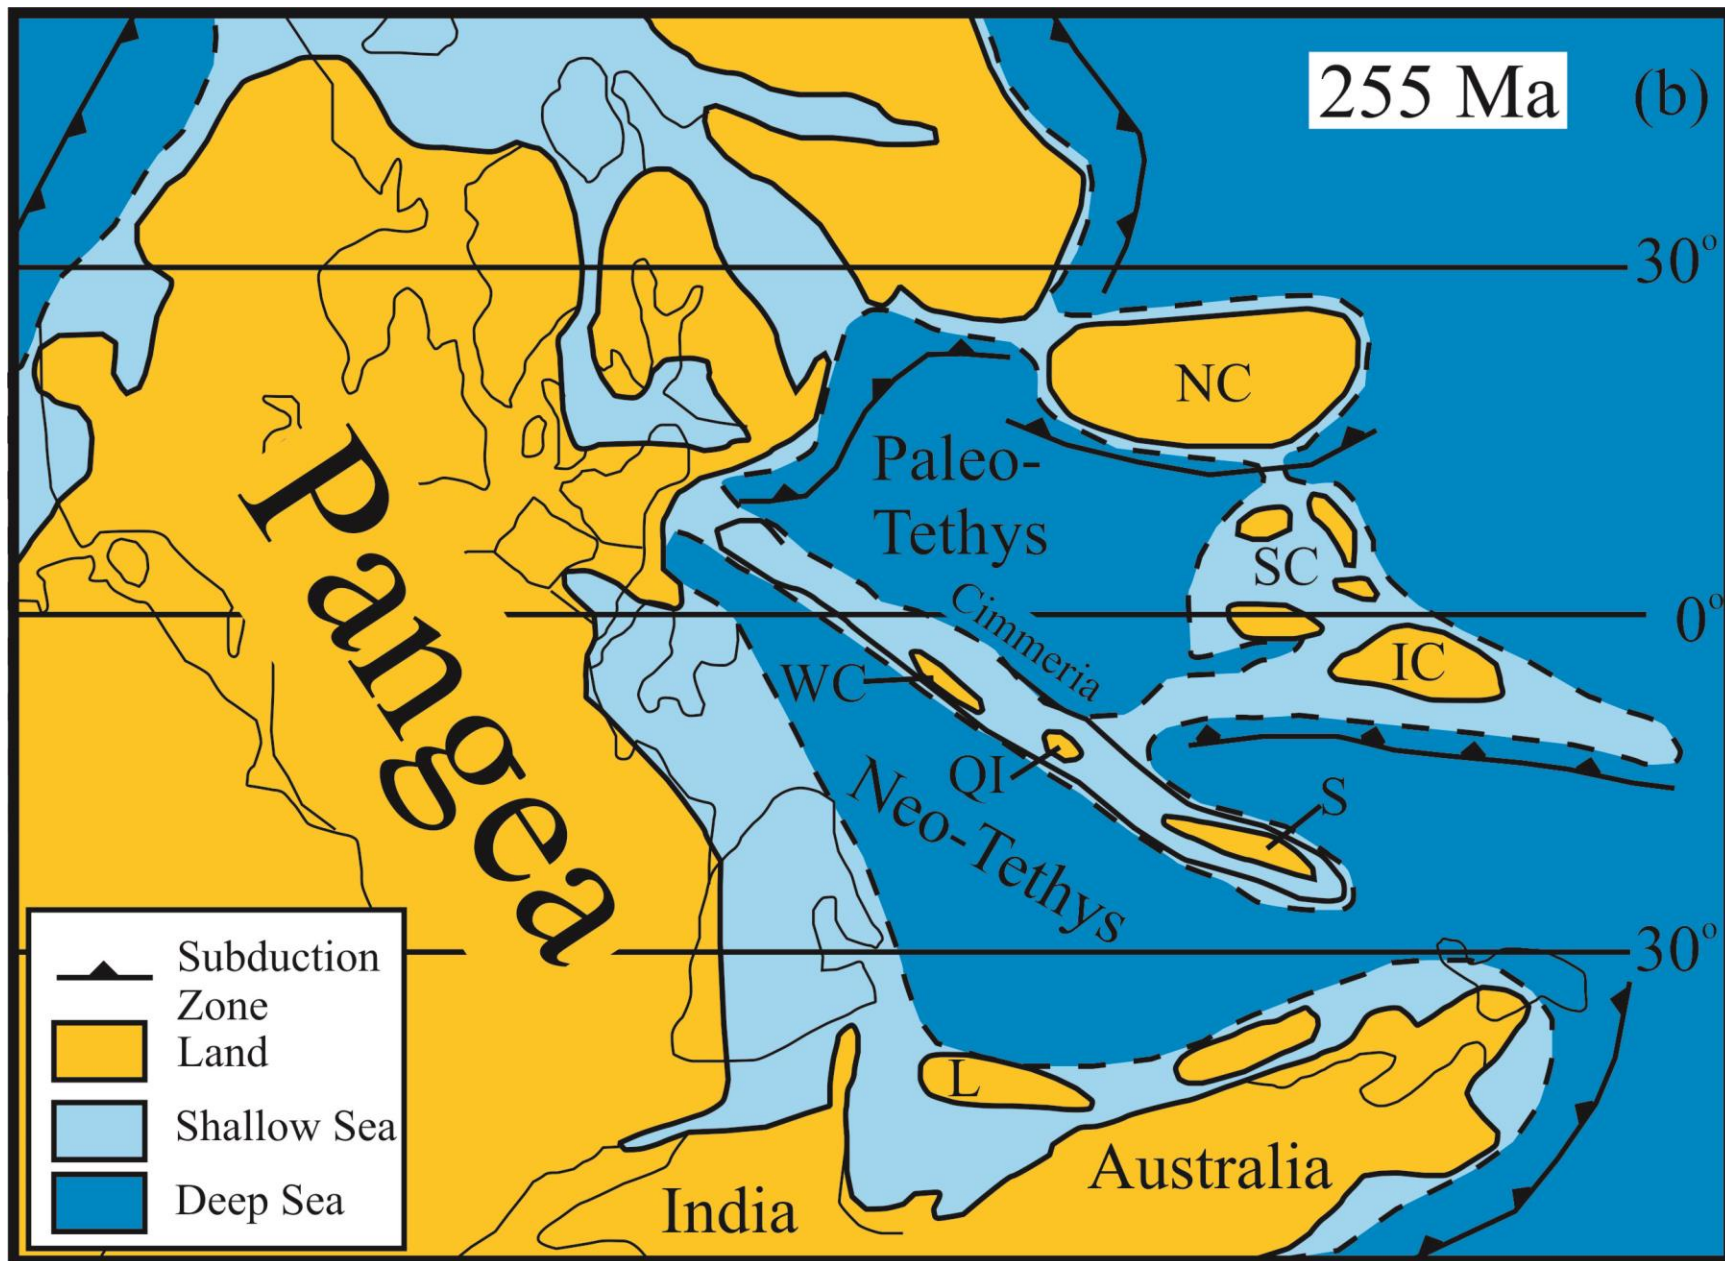 255 Ma
(b)
30°
NC
Paleo-
Tethys
SC
Pangea
Cimmeria
0°
IC
WC
QI
S
Neo-Tethys
30°
L
Australia
India
Subduction
Zone
Land
Shallow Sea
Deep Sea